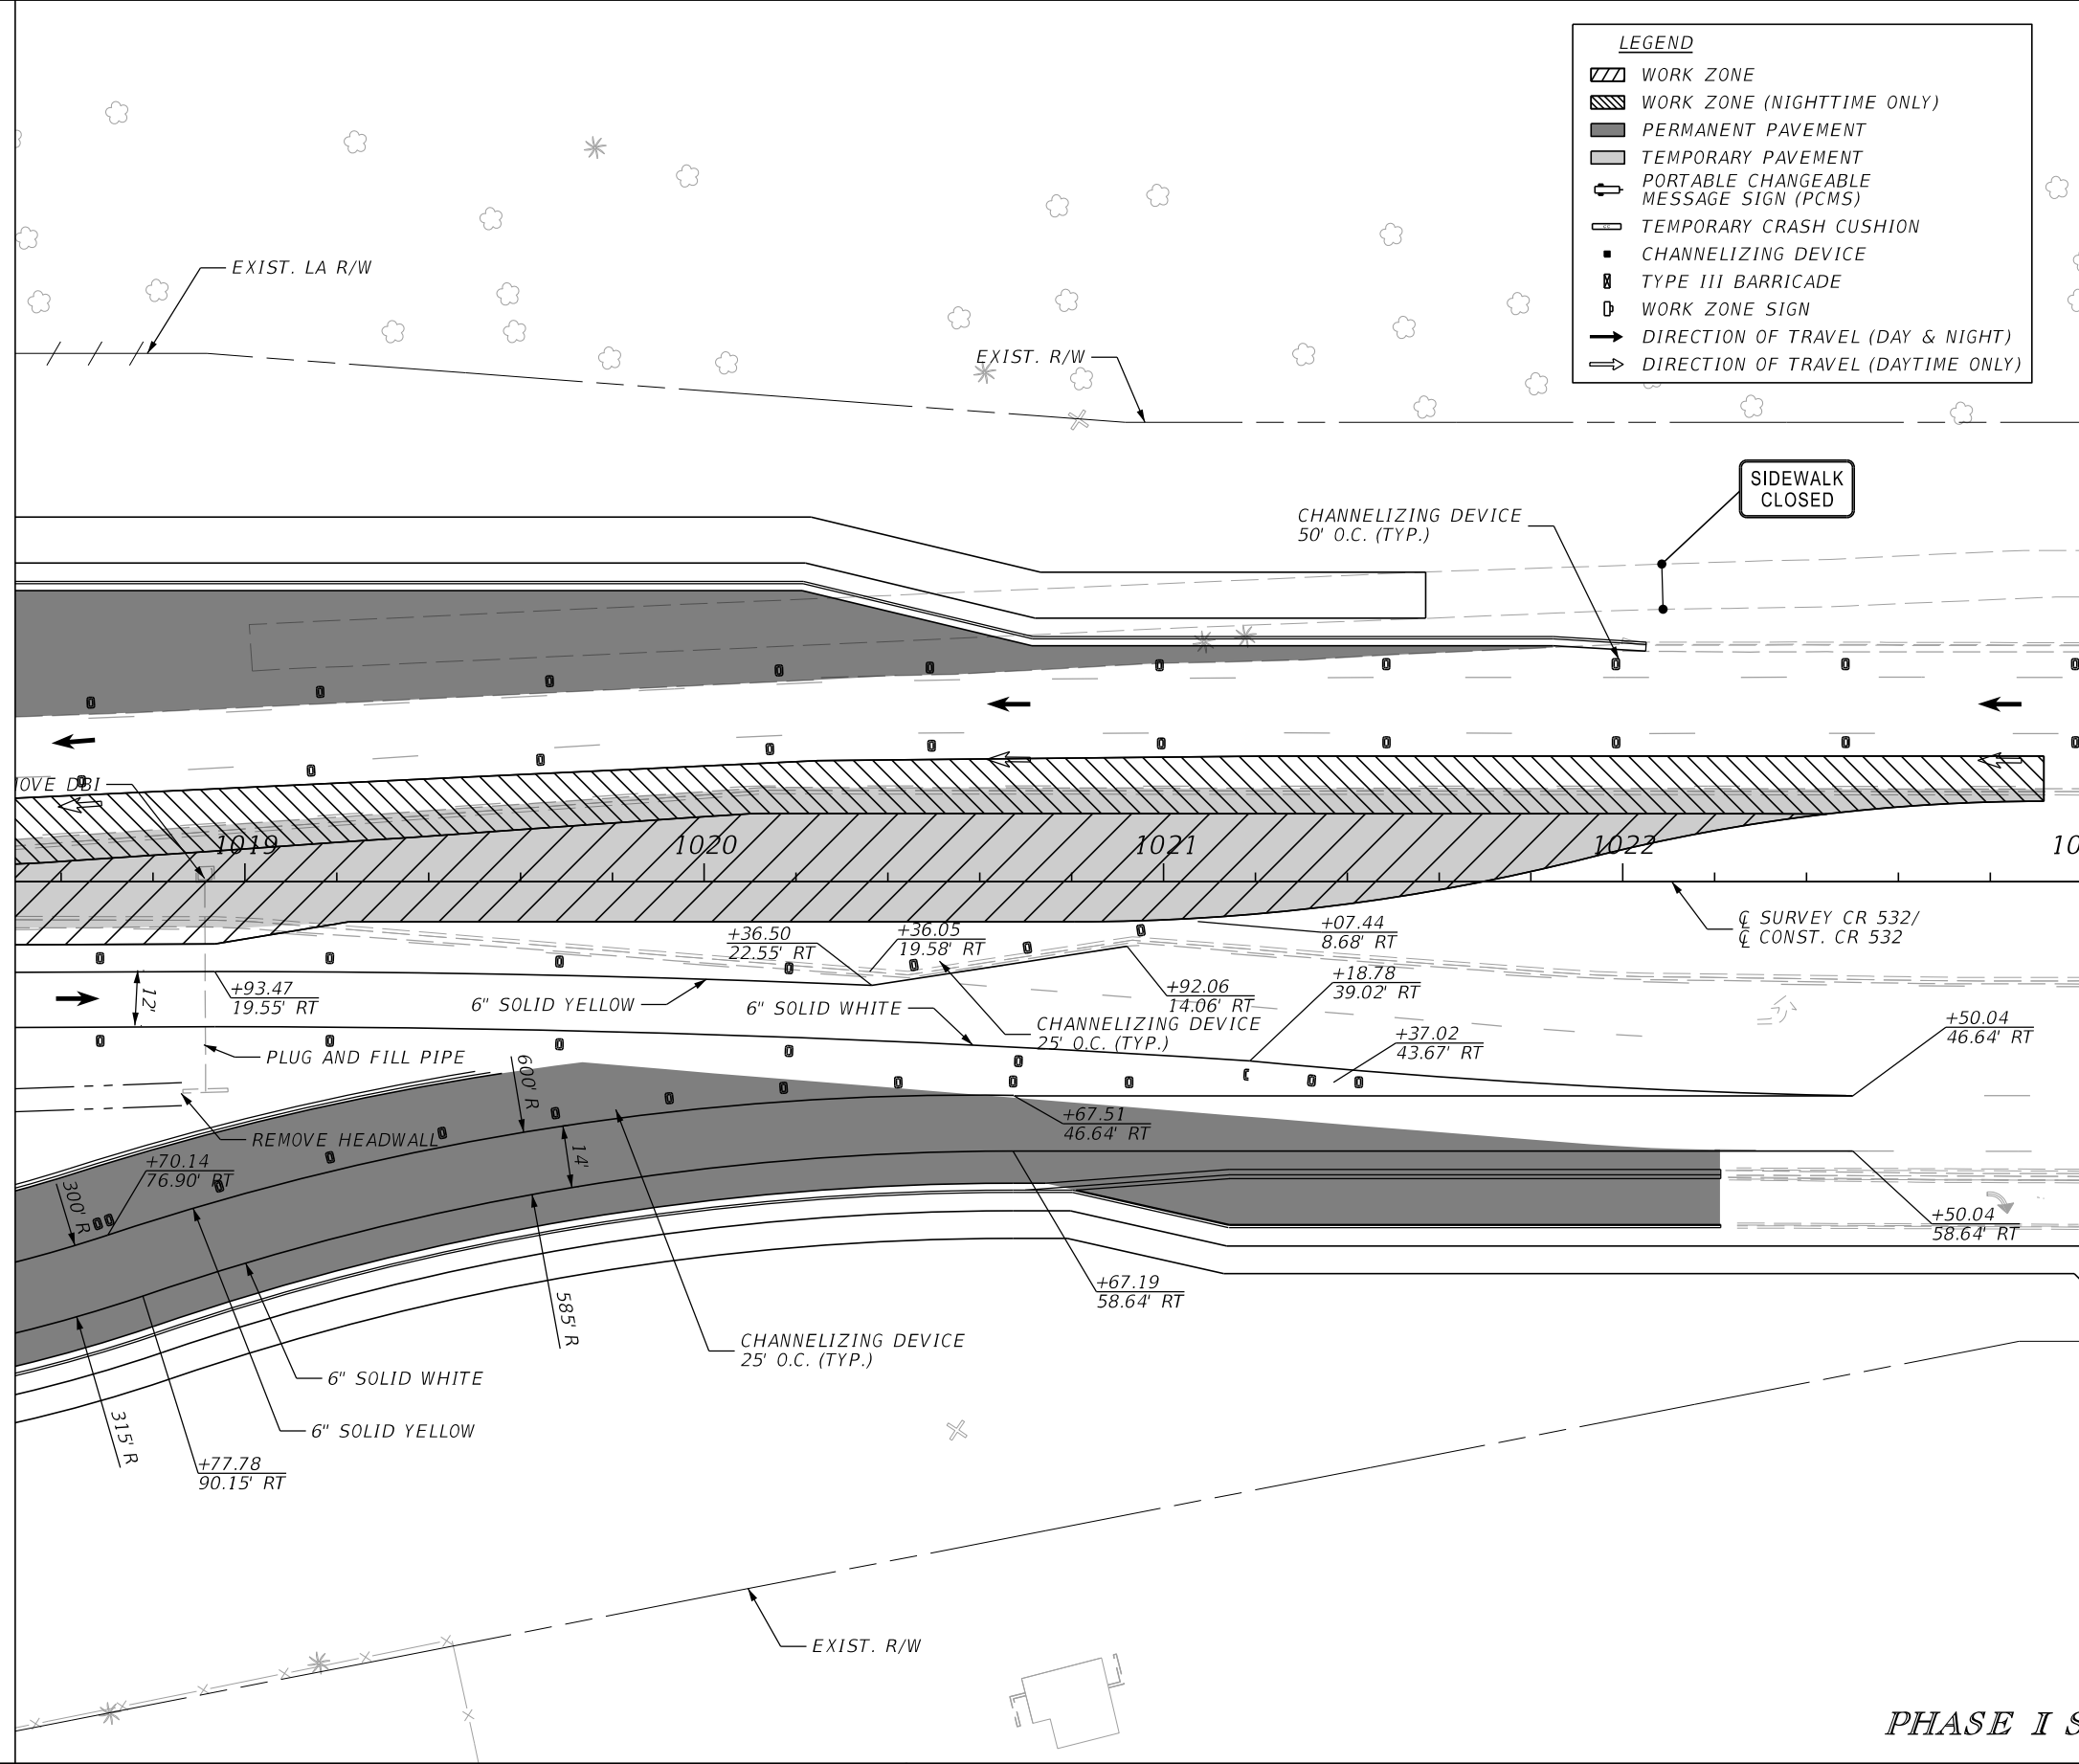 LEGEND
WORK ZONE
WORK ZONE (NIGHTTIME ONLY)
PERMANENT PAVEMENT
TEMPORARY PAVEMENT
PORTABLE CHANGEABLE
MESSAGE SIGN (PCMS)
TEMPORARY CRASH CUSHION
CHANNELIZING DEVICE
TYPE III BARRICADE
WORK ZONE SIGN
DIRECTION OF TRAVEL (DAY & NIGHT)
DIRECTION OF TRAVEL (DAYTIME ONLY)
EXIST. LA R/W
EXIST. R/W
SIDEWALK
CLOSED
CHANNELIZING DEVICE
50' O.C. (TYP.)
OVE DBI
1019
1020
1021
1022
10
℄ SURVEY CR 532/
℄ CONST. CR 532
+07.44
8.68' RT
+36.50
22.55' RT
+36.05
19.58' RT
+18.78
39.02' RT
+93.47
19.55' RT
12'
6" SOLID YELLOW
6" SOLID WHITE
+92.06
14.06' RT
CHANNELIZING DEVICE
25' O.C. (TYP.)
+37.02
43.67' RT
+50.04
46.64' RT
PLUG AND FILL PIPE
600' R
+67.51
46.64' RT
REMOVE HEADWALL
14'
+70.14
76.90' RT
300' R
+50.04
58.64' RT
+67.19
58.64' RT
585' R
CHANNELIZING DEVICE
25' O.C. (TYP.)
6" SOLID WHITE
6" SOLID YELLOW
315' R
+77.78
90.15' RT
EXIST. R/W
PHASE I S